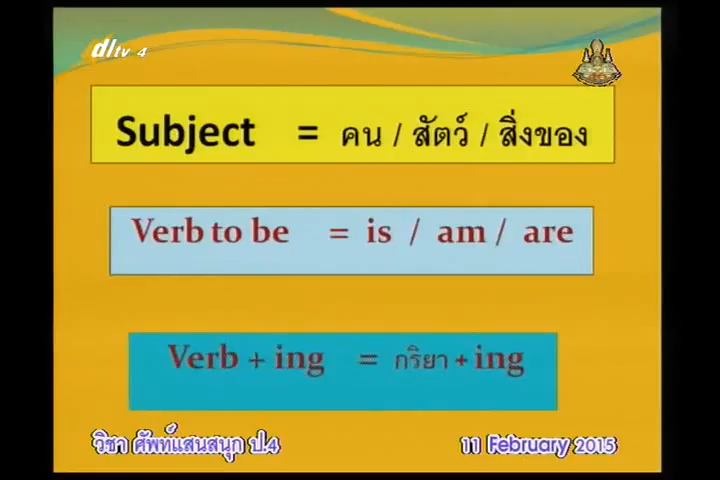 dltv 4
Subject = คน / สัตว์ / สิ่งของ
Verb to be = is / am / are
Verb + ing = กริยา + ing
วิชา ศัพท์แสนสนุก ป.4
11 February 2015